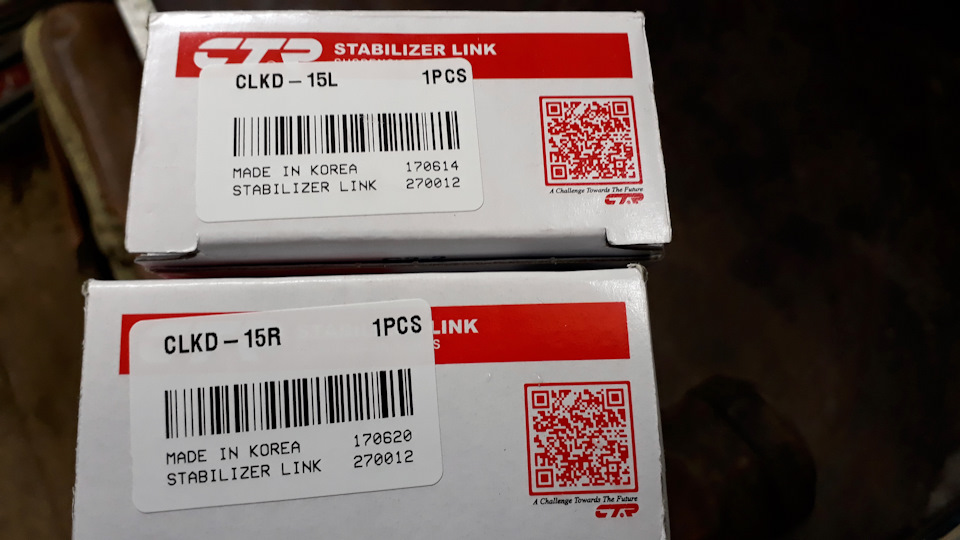 CTR STABILIZER LINK
CLKD-15L 1PCS
MADE IN KOREA 170614
STABILIZER LINK 270012
A Challenge Towards The Future
CTR
LINK
CLKD-15R 1PCS
S
MADE IN KOREA 170620
STABILIZER LINK 270012
A Challenge Towards The Future
CTR